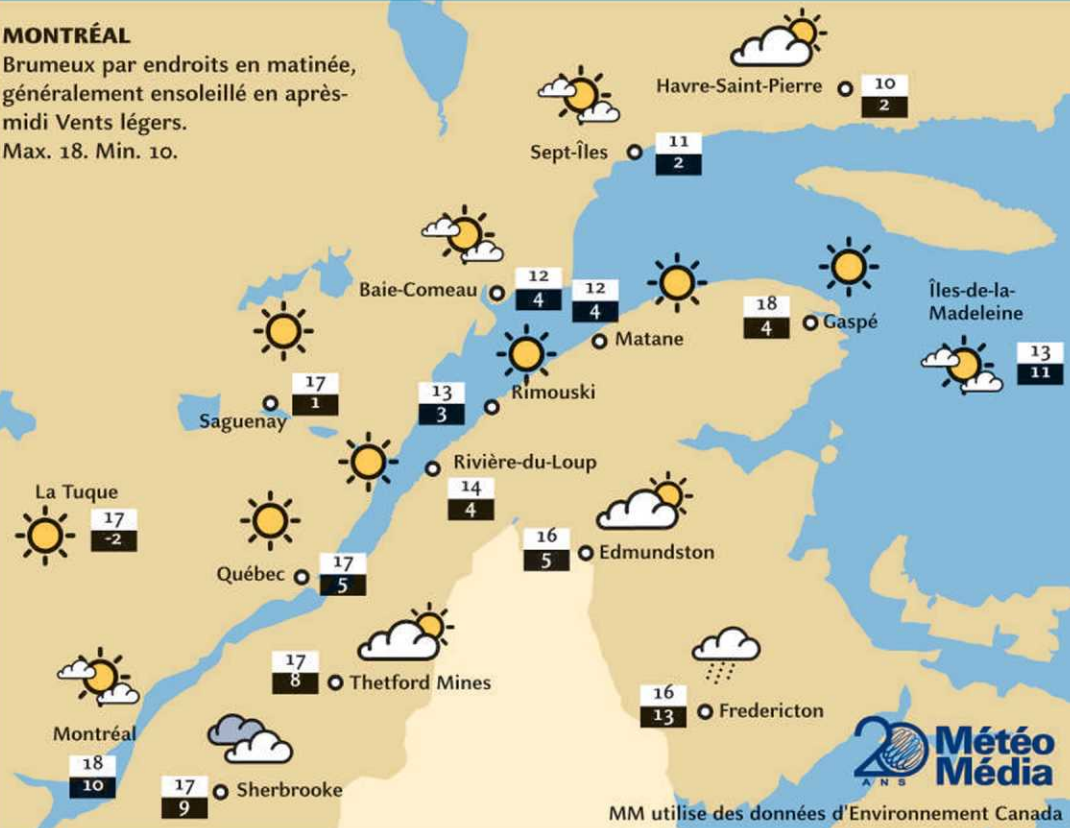 MONTRÉAL
Brumeux par endroits en matinée,
généralement ensoleillé en après-
midi Vents légers.
Max. 18. Min. 10.
Havre-Saint-Pierre
10
2
Sept-Îles
11
2
Baie-Comeau
12
4
12
4
Matane
18
4
Gaspé
Îles-de-la-
Madeleine
13
11
Saguenay
17
1
Rimouski
13
3
Rivière-du-Loup
14
4
La Tuque
17
-2
Québec
17
5
16
5
Edmundston
17
8
Thetford Mines
16
13
Fredericton
Montréal
18
10
17
9
Sherbrooke
20
ANS
Météo
Média
MM utilise des données d'Environnement Canada